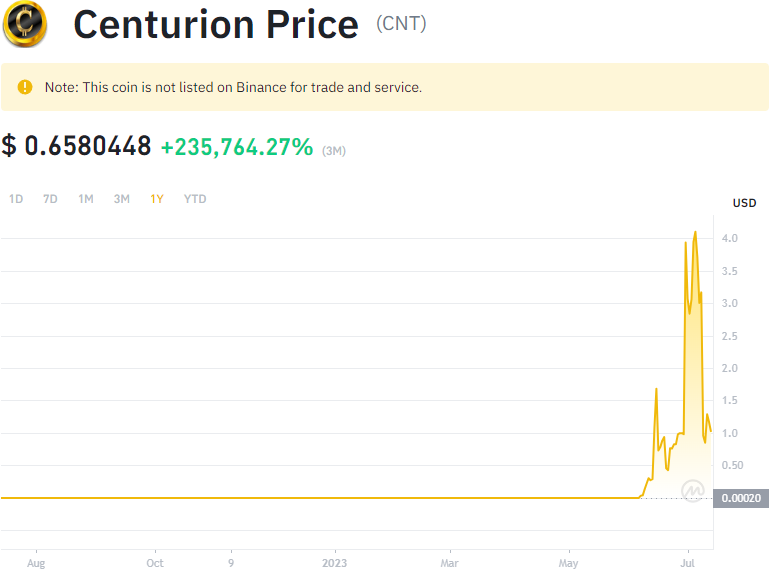 Centurion Price (CNT)
Note: This coin is not listed on Binance for trade and service.
$ 0.6580448 +235,764.27% (3M)
1D 7D 1M 3M 1Y YTD
USD
4.0
3.5
3.0
2.5
2.0
1.5
1.0
0.50
0.00020
Aug Oct 9 2023 Mar May Jul